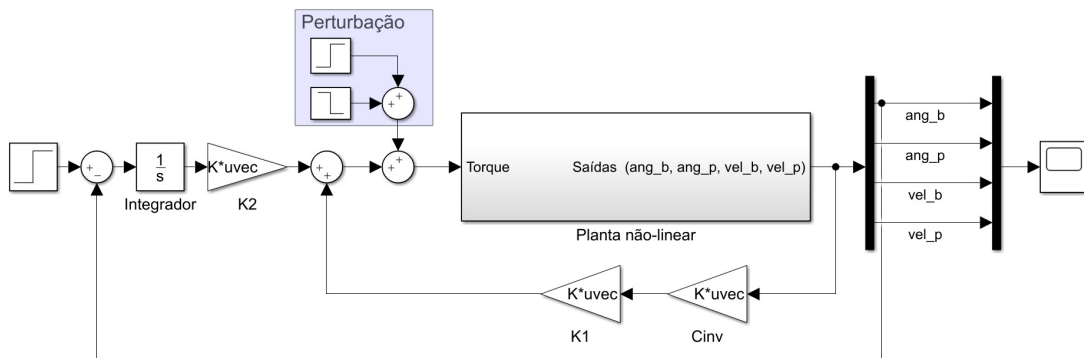 Perturbação
+
+
+
−
1
s
Integrador
K*uvec
K2
+
+
+
+
Torque
Saídas (ang_b, ang_p, vel_b, vel_p)
Planta não-linear
ang_b
ang_p
vel_b
vel_p
K*uvec
K1
K*uvec
Cinv